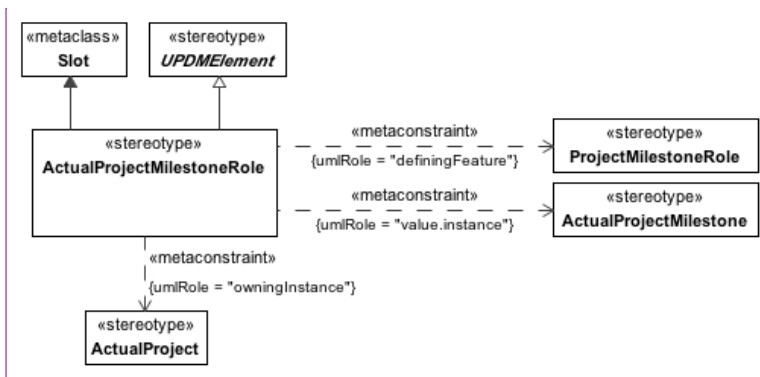 «metaclass»
Slot
«stereotype»
UPDMElement
«stereotype»
ActualProjectMilestoneRole
«metaconstraint»
{umlRole = "definingFeature"}
«stereotype»
ProjectMilestoneRole
«metaconstraint»
{umlRole = "value.instance"}
«stereotype»
ActualProjectMilestone
«metaconstraint»
{umlRole = "owningInstance"}
«stereotype»
ActualProject